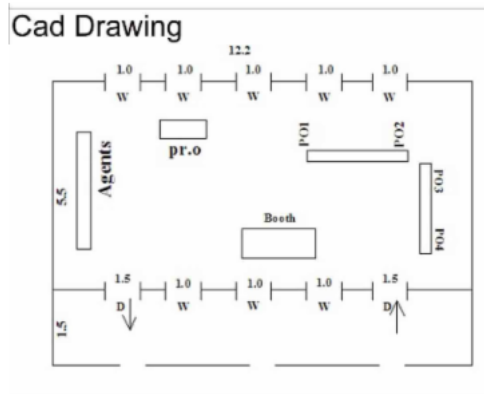 Cad Drawing
12.2
1.0 1.0 1.0 1.0 1.0
W W W W W
PO1 PO2
pr.o
Agents
5.5
PO3
PO4
Booth
1.5 1.0 1.0 1.0 1.5
D W W W D
1.5